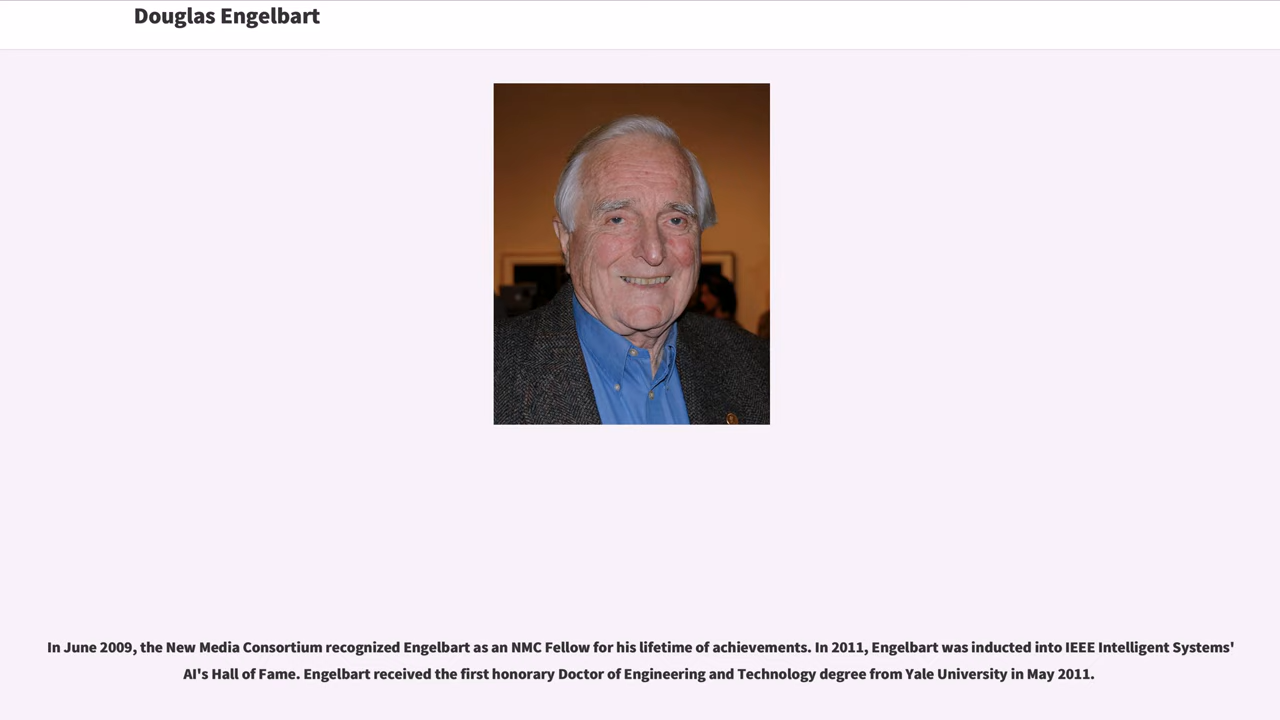 Douglas Engelbart
In June 2009, the New Media Consortium recognized Engelbart as an NMC Fellow for his lifetime of achievements. In 2011, Engelbart was inducted into IEEE Intelligent Systems'
AI's Hall of Fame. Engelbart received the first honorary Doctor of Engineering and Technology degree from Yale University in May 2011.